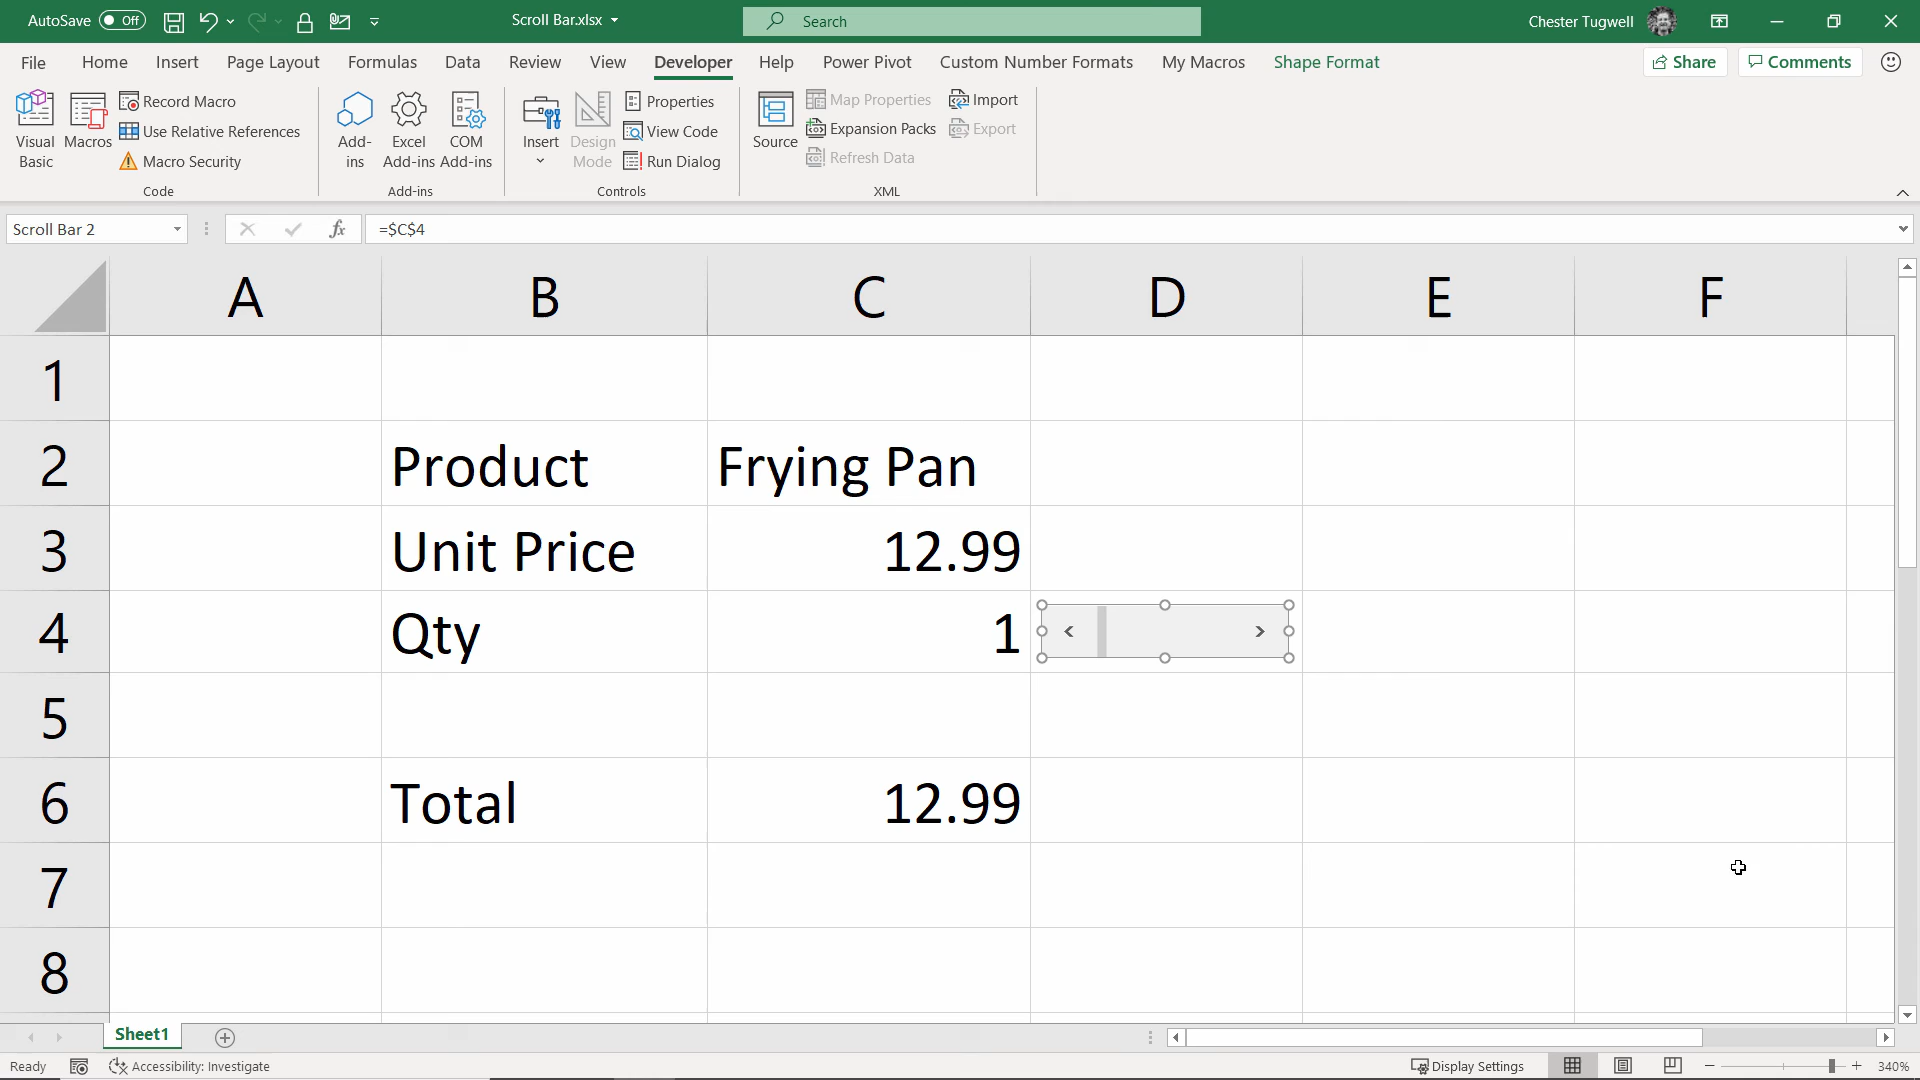 AutoSave Off Scroll Bar.xlsx Search Chester Tugwell
File Home Insert Page Layout Formulas Data Review View Developer Help Power Pivot Custom Number Formats My Macros Shape Format Share Comments
Visual Basic
Macros
Record Macro
Use Relative References
Macro Security
Code
Add-ins
Excel Add-ins
COM Add-ins
Add-ins
Insert
Design Mode
Properties
View Code
Run Dialog
Controls
Source
Map Properties
Expansion Packs
Refresh Data
Import
Export
XML
Scroll Bar 2 fx =$C$4
A B C D E F
1
2 Product Frying Pan
3 Unit Price 12.99
4 Qty 1
5
6 Total 12.99
7
8
Sheet1
Ready Accessibility: Investigate Display Settings 340%